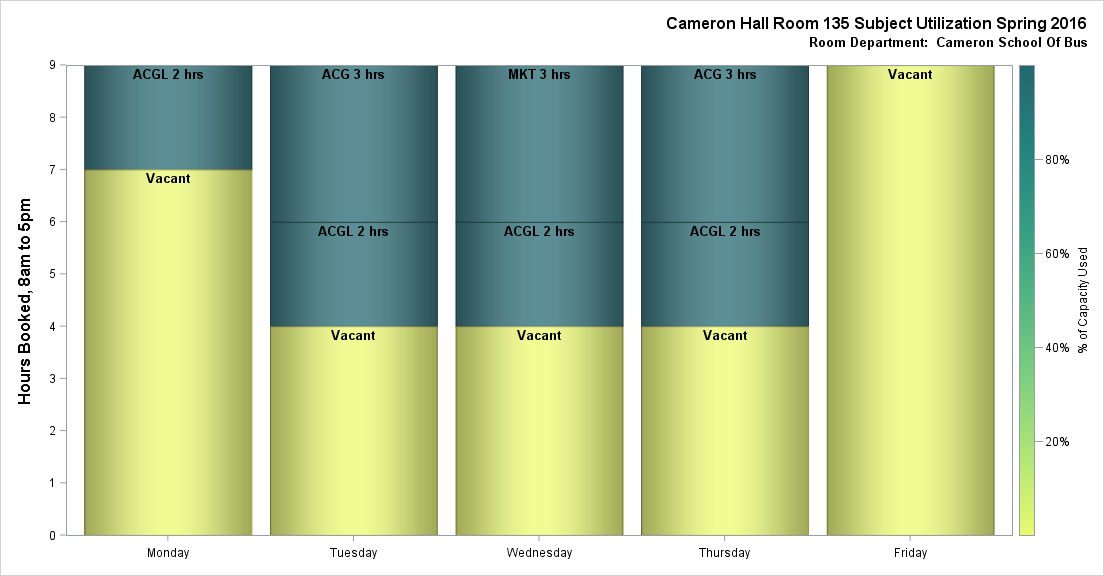 Cameron Hall Room 135 Subject Utilization Spring 2016
Room Department:  Cameron School Of Bus
Hours Booked, 8am to 5pm
9
8
7
6
5
4
3
2
1
0
ACGL 2 hrs
Vacant
ACG 3 hrs
ACGL 2 hrs
Vacant
MKT 3 hrs
ACGL 2 hrs
Vacant
ACG 3 hrs
ACGL 2 hrs
Vacant
Vacant
Monday
Tuesday
Wednesday
Thursday
Friday
80%
60%
40%
20%
% of Capacity Used